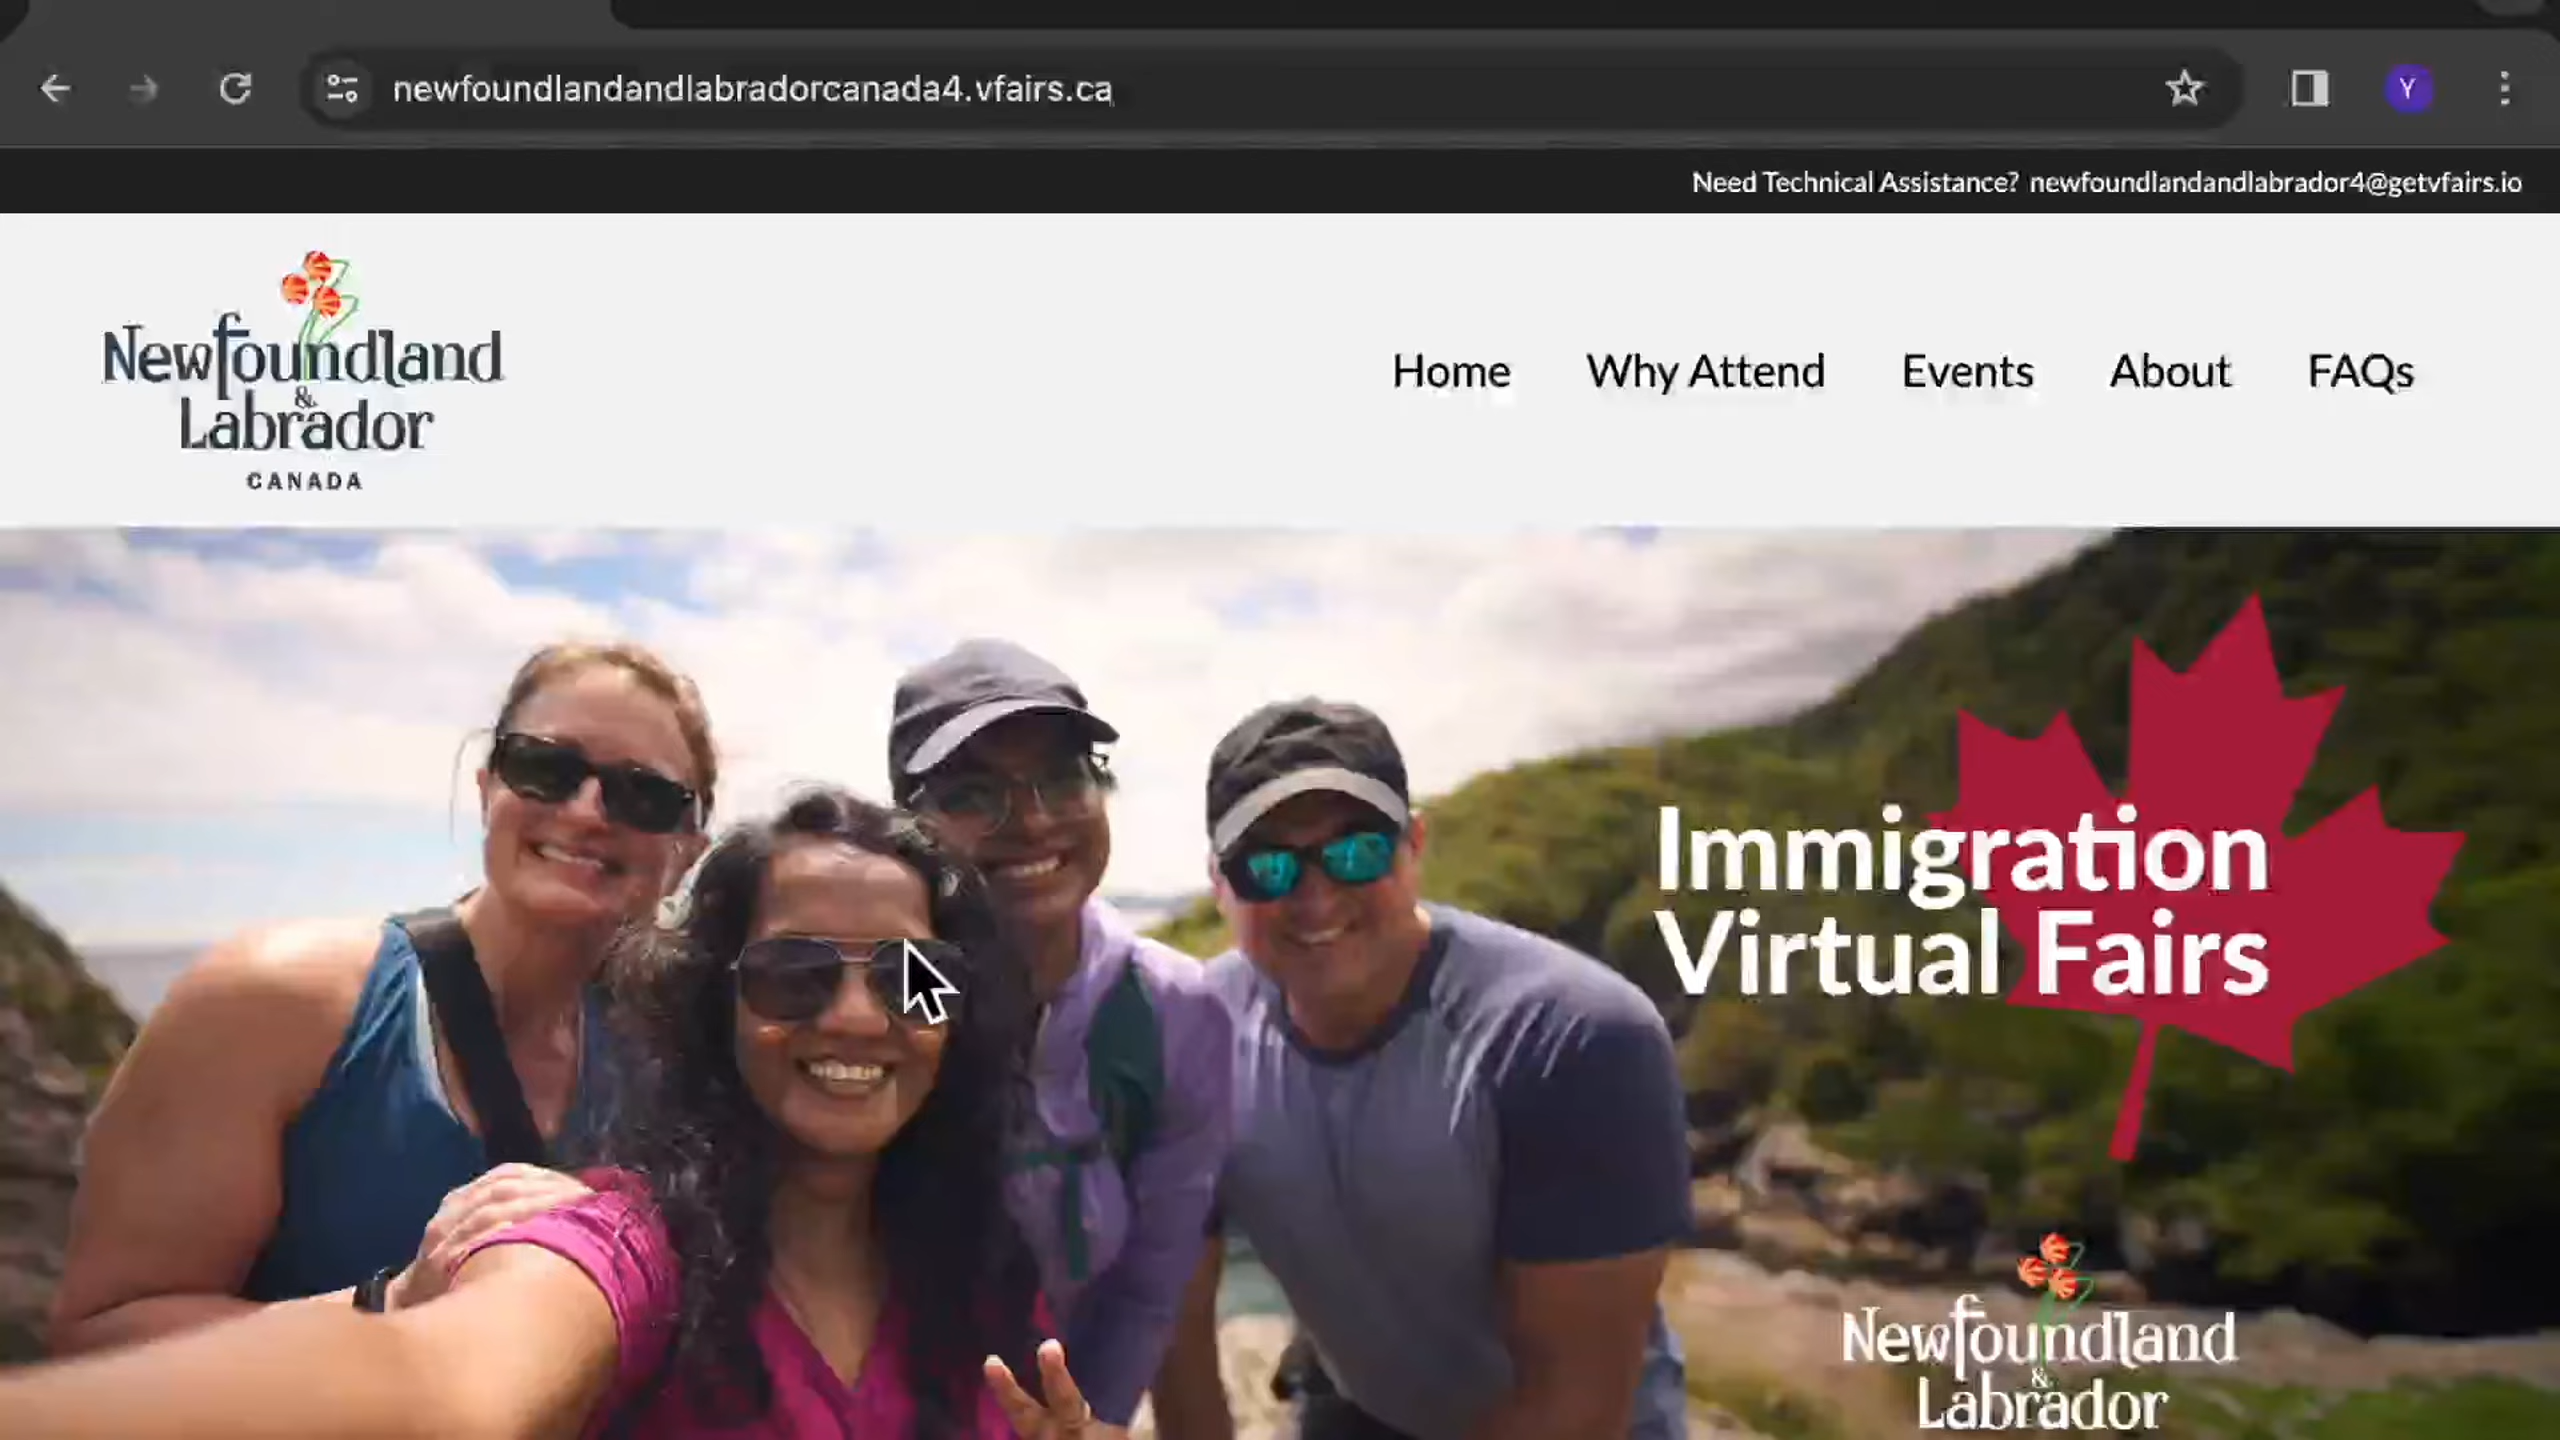 newfoundlandandlabradorcanada4.vfairs.ca
Y
Need Technical Assistance? newfoundlandandlabrador4@getvfairs.io
Newfoundland
&
Labrador
CANADA
Home Why Attend Events About FAQs
Immigration
Virtual Fairs
Newfoundland
&
Labrador